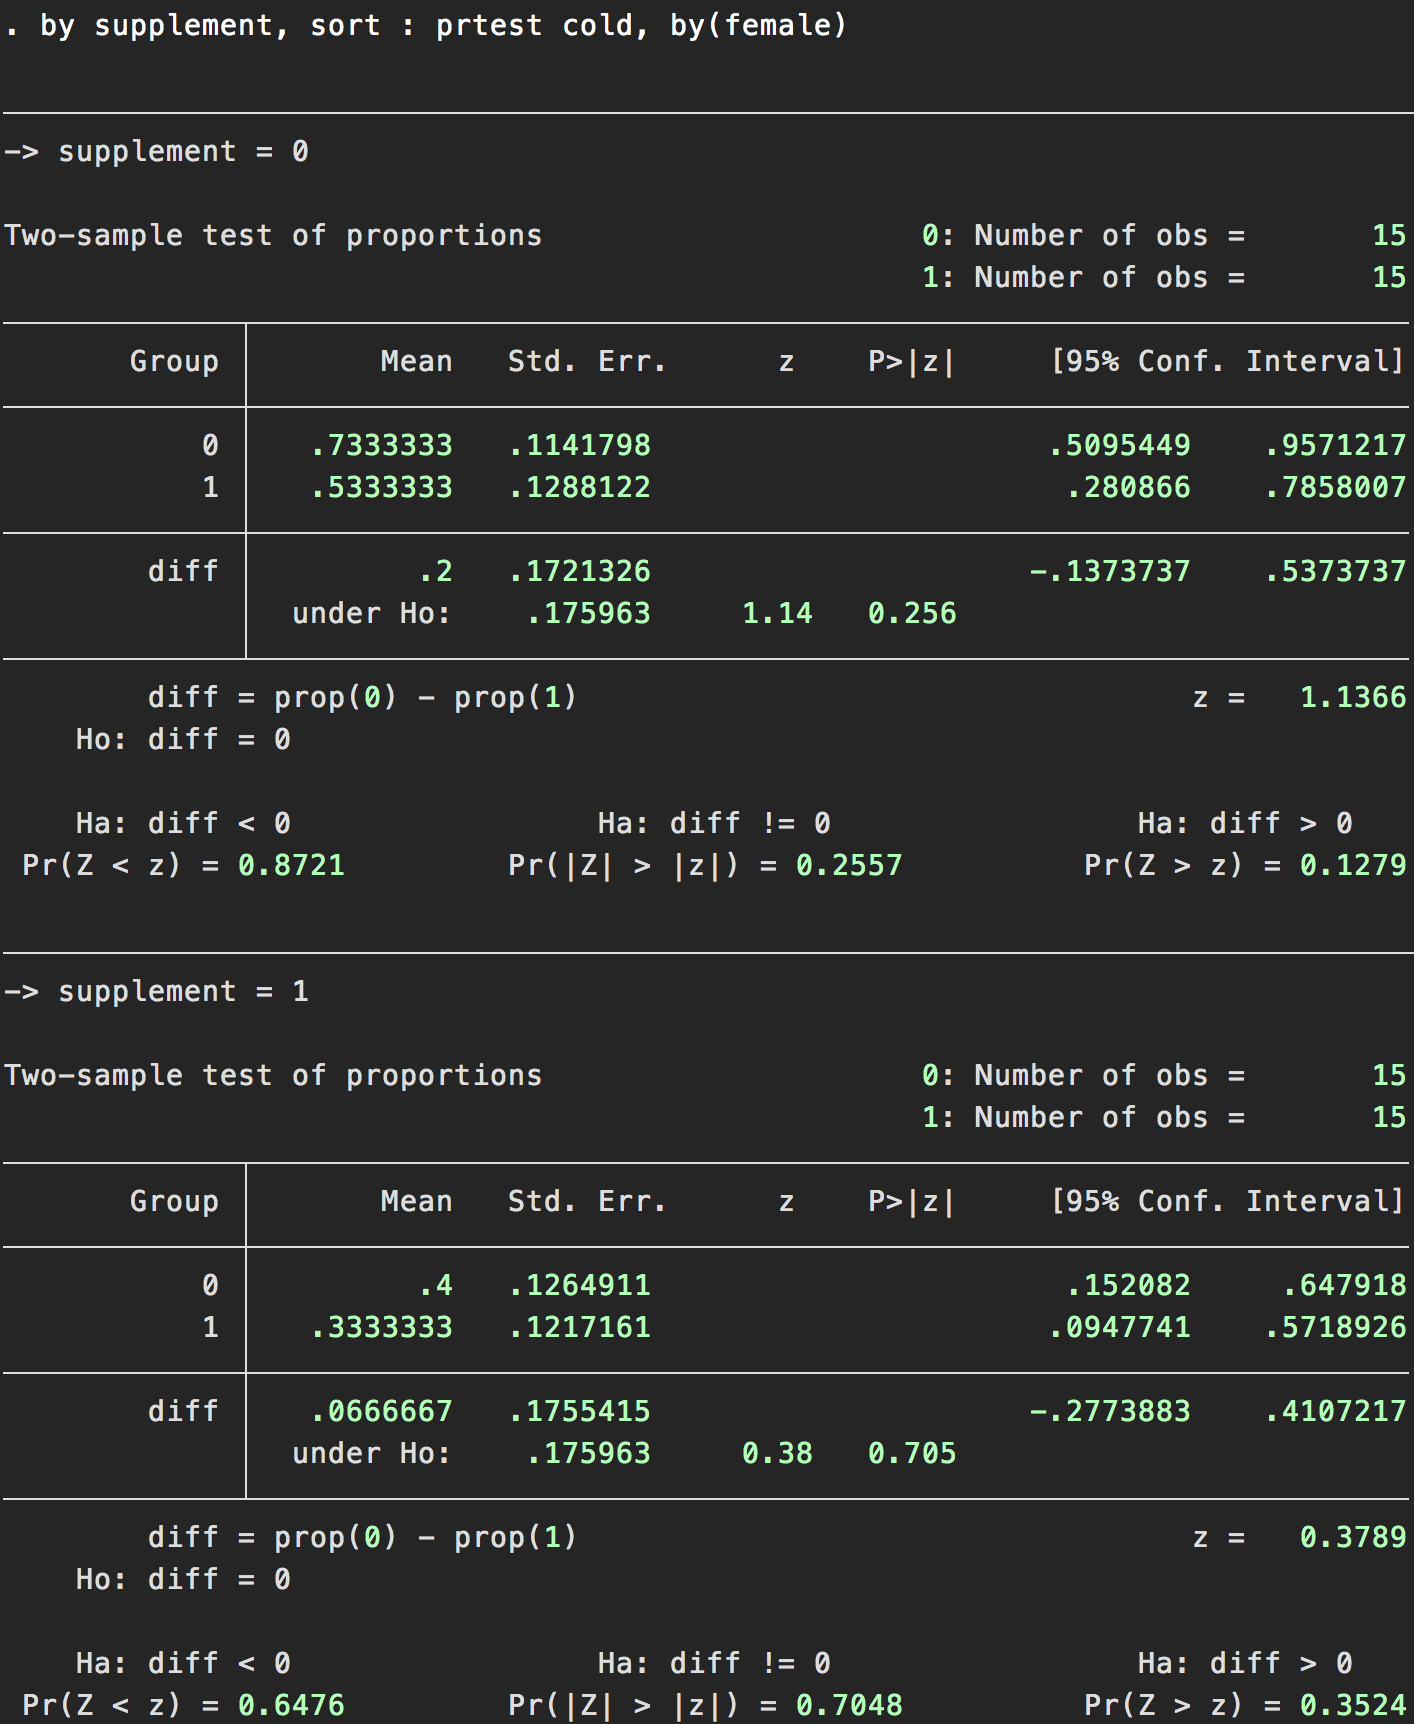 . by supplement, sort : prtest cold, by(female)
-> supplement = 0
Two-sample test of proportions 0: Number of obs = 15
1: Number of obs = 15
Group Mean Std. Err. z P>|z| [95% Conf. Interval]
0 .7333333 .1141798 .5095449 .9571217
1 .5333333 .1288122 .280866 .7858007
diff .2 .1721326 -.1373737 .5373737
under Ho: .175963 1.14 0.256
diff = prop(0) - prop(1) z = 1.1366
Ho: diff = 0
Ha: diff < 0 Ha: diff != 0 Ha: diff > 0
Pr(Z < z) = 0.8721 Pr(|Z| > |z|) = 0.2557 Pr(Z > z) = 0.1279
-> supplement = 1
Two-sample test of proportions 0: Number of obs = 15
1: Number of obs = 15
Group Mean Std. Err. z P>|z| [95% Conf. Interval]
0 .4 .1264911 .152082 .647918
1 .3333333 .1217161 .0947741 .5718926
diff .0666667 .1755415 -.2773883 .4107217
under Ho: .175963 0.38 0.705
diff = prop(0) - prop(1) z = 0.3789
Ho: diff = 0
Ha: diff < 0 Ha: diff != 0 Ha: diff > 0
Pr(Z < z) = 0.6476 Pr(|Z| > |z|) = 0.7048 Pr(Z > z) = 0.3524